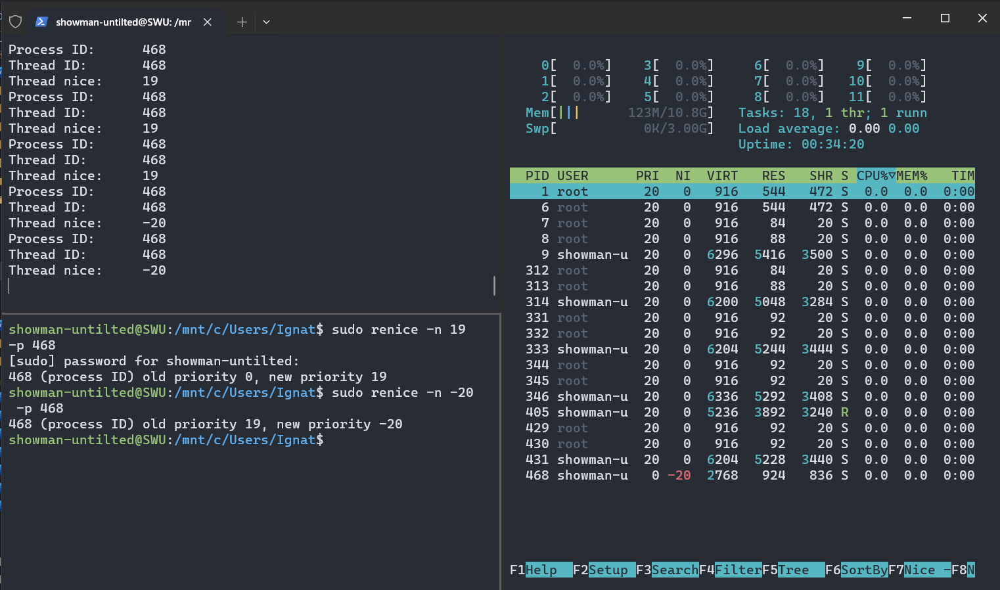 showman-untilted@SWU: /mr
Process ID:      468
Thread ID:       468
Thread nice:     19
Process ID:      468
Thread ID:       468
Thread nice:     19
Process ID:      468
Thread ID:       468
Thread nice:     19
Process ID:      468
Thread ID:       468
Thread nice:     -20
Process ID:      468
Thread ID:       468
Thread nice:     -20
showman-untilted@SWU:/mnt/c/Users/Ignat$ sudo renice -n 19
-p 468
[sudo] password for showman-untilted:
468 (process ID) old priority 0, new priority 19
showman-untilted@SWU:/mnt/c/Users/Ignat$ sudo renice -n -20
 -p 468
468 (process ID) old priority 19, new priority -20
showman-untilted@SWU:/mnt/c/Users/Ignat$
0[  0.0%]    3[  0.0%]     6[  0.0%]    9[  0.0%]
1[  0.0%]    4[  0.0%]     7[  0.0%]   10[  0.0%]
2[  0.0%]    5[  0.0%]     8[  0.0%]   11[  0.0%]
Mem[|||      123M/10.8G]   Tasks: 18, 1 thr; 1 runn
Swp[           0K/3.00G]   Load average: 0.00 0.00
Uptime: 00:34:20
PID USER      PRI  NI  VIRT   RES   SHR S CPU%▽MEM%   TIM
1 root       20   0   916   544   472 S  0.0  0.0  0:00
6 root       20   0   916   544   472 S  0.0  0.0  0:00
7 root       20   0   916    84    20 S  0.0  0.0  0:00
8 root       20   0   916    88    20 S  0.0  0.0  0:00
9 showman-u  20   0  6296  5416  3500 S  0.0  0.0  0:00
312 root       20   0   916    84    20 S  0.0  0.0  0:00
313 root       20   0   916    88    20 S  0.0  0.0  0:00
314 showman-u  20   0  6200  5048  3284 S  0.0  0.0  0:00
331 root       20   0   916    92    20 S  0.0  0.0  0:00
332 root       20   0   916    92    20 S  0.0  0.0  0:00
333 showman-u  20   0  6204  5244  3444 S  0.0  0.0  0:00
344 root       20   0   916    92    20 S  0.0  0.0  0:00
345 root       20   0   916    92    20 S  0.0  0.0  0:00
346 showman-u  20   0  6336  5292  3408 S  0.0  0.0  0:00
405 showman-u  20   0  5236  3892  3240 R  0.0  0.0  0:00
429 root       20   0   916    92    20 S  0.0  0.0  0:00
430 root       20   0   916    92    20 S  0.0  0.0  0:00
431 showman-u  20   0  6204  5228  3440 S  0.0  0.0  0:00
468 showman-u   0 -20  2768   924   836 S  0.0  0.0  0:00
F1Help  F2Setup F3SearchF4FilterF5Tree  F6SortByF7Nice -F8N